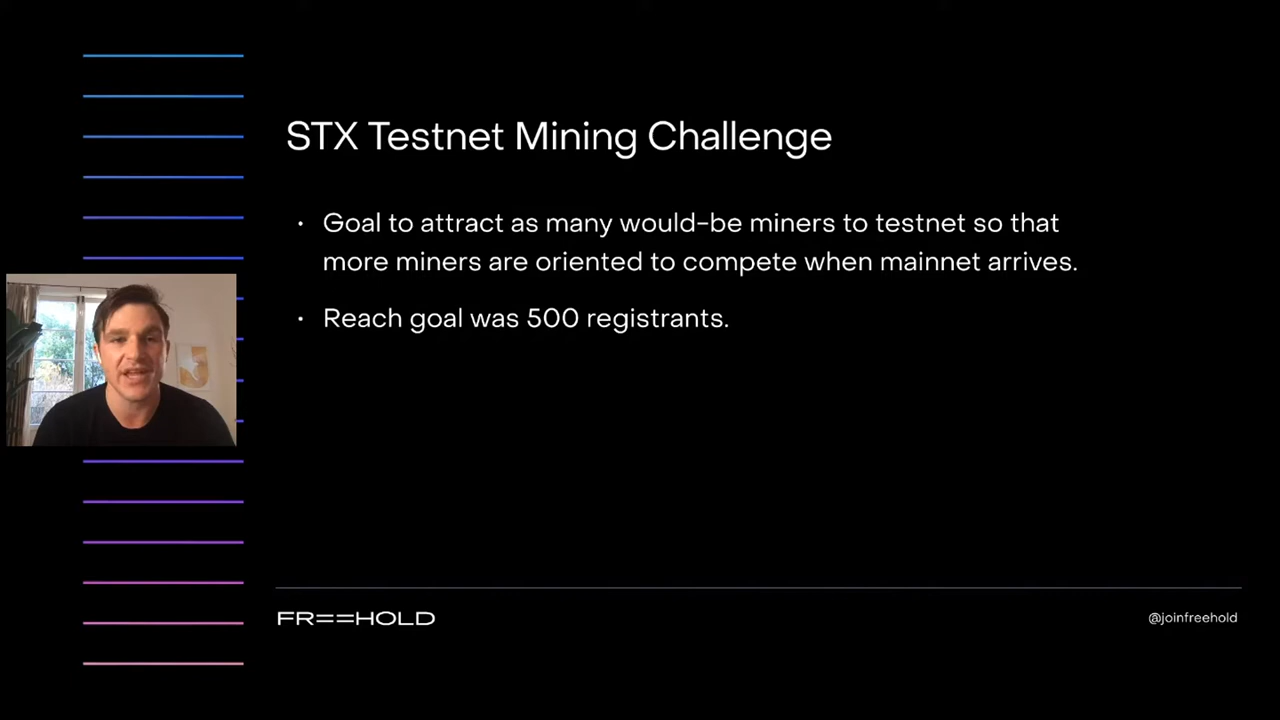 STX Testnet Mining Challenge
• Goal to attract as many would-be miners to testnet so that
more miners are oriented to compete when mainnet arrives.
• Reach goal was 500 registrants.
FR==HOLD
@joinfreehold